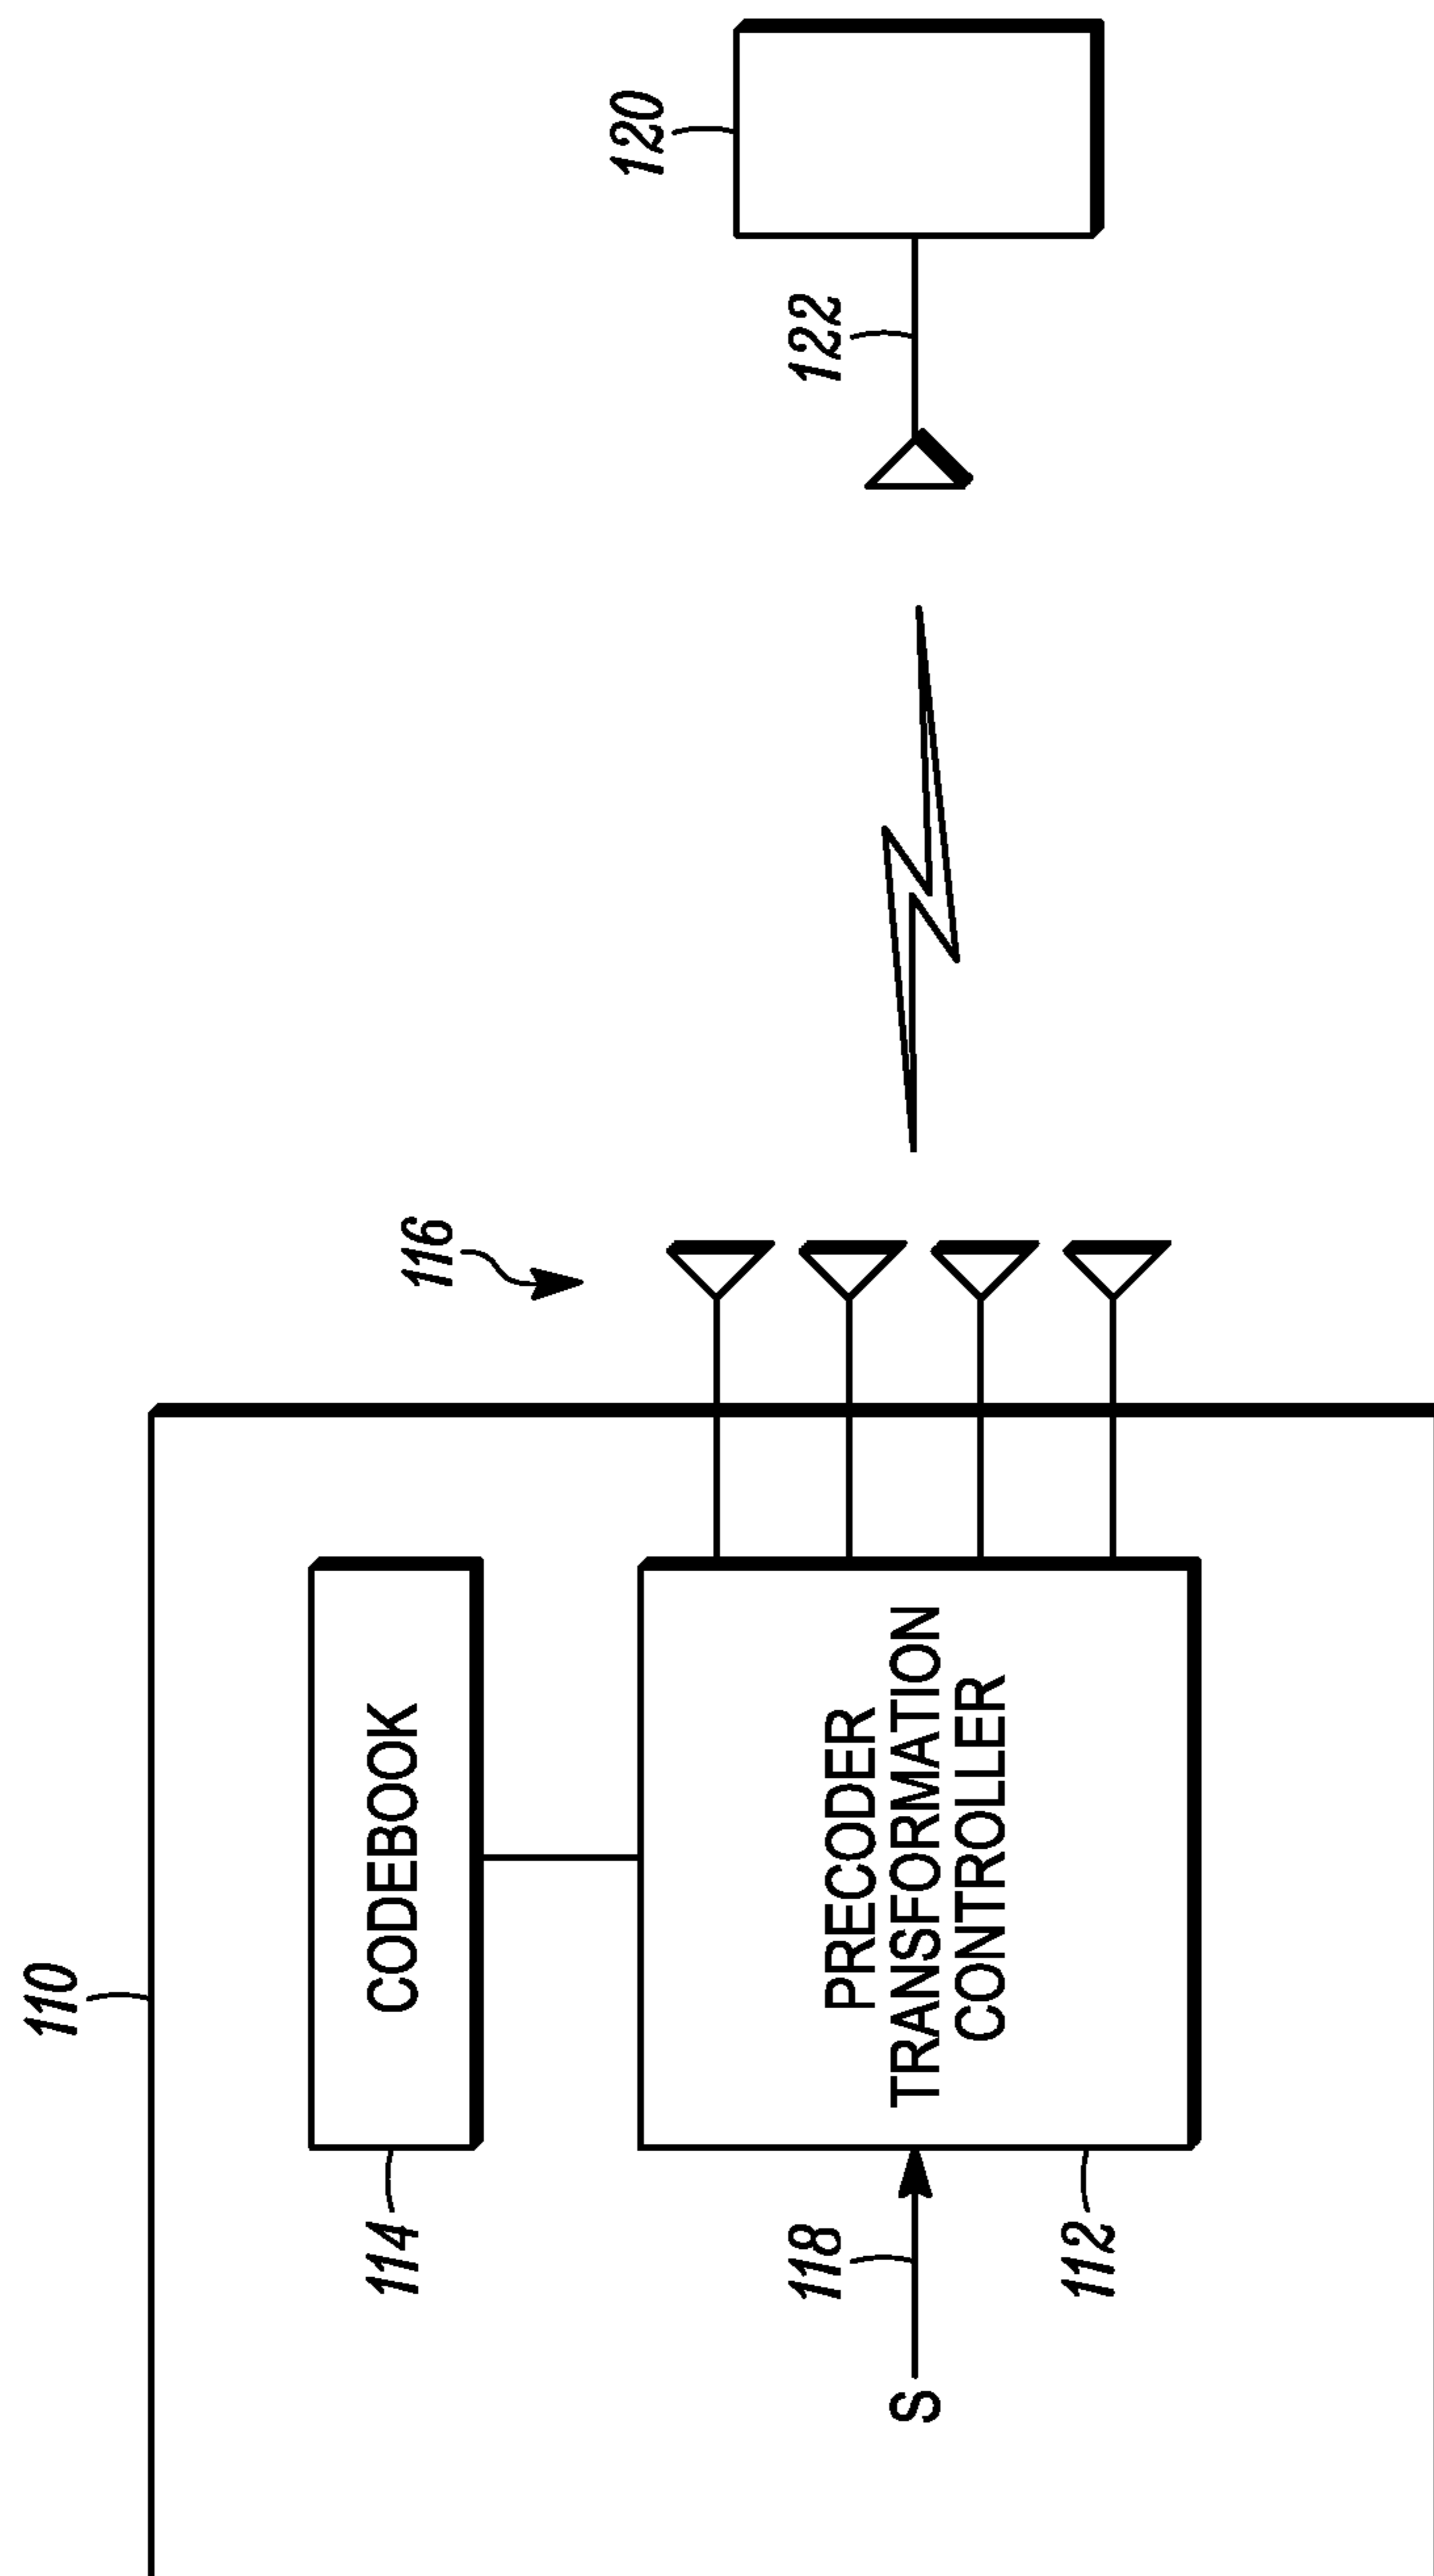 110
114
CODEBOOK
116
118
S
112
PRECODER
TRANSFORMATION
CONTROLLER
122
120